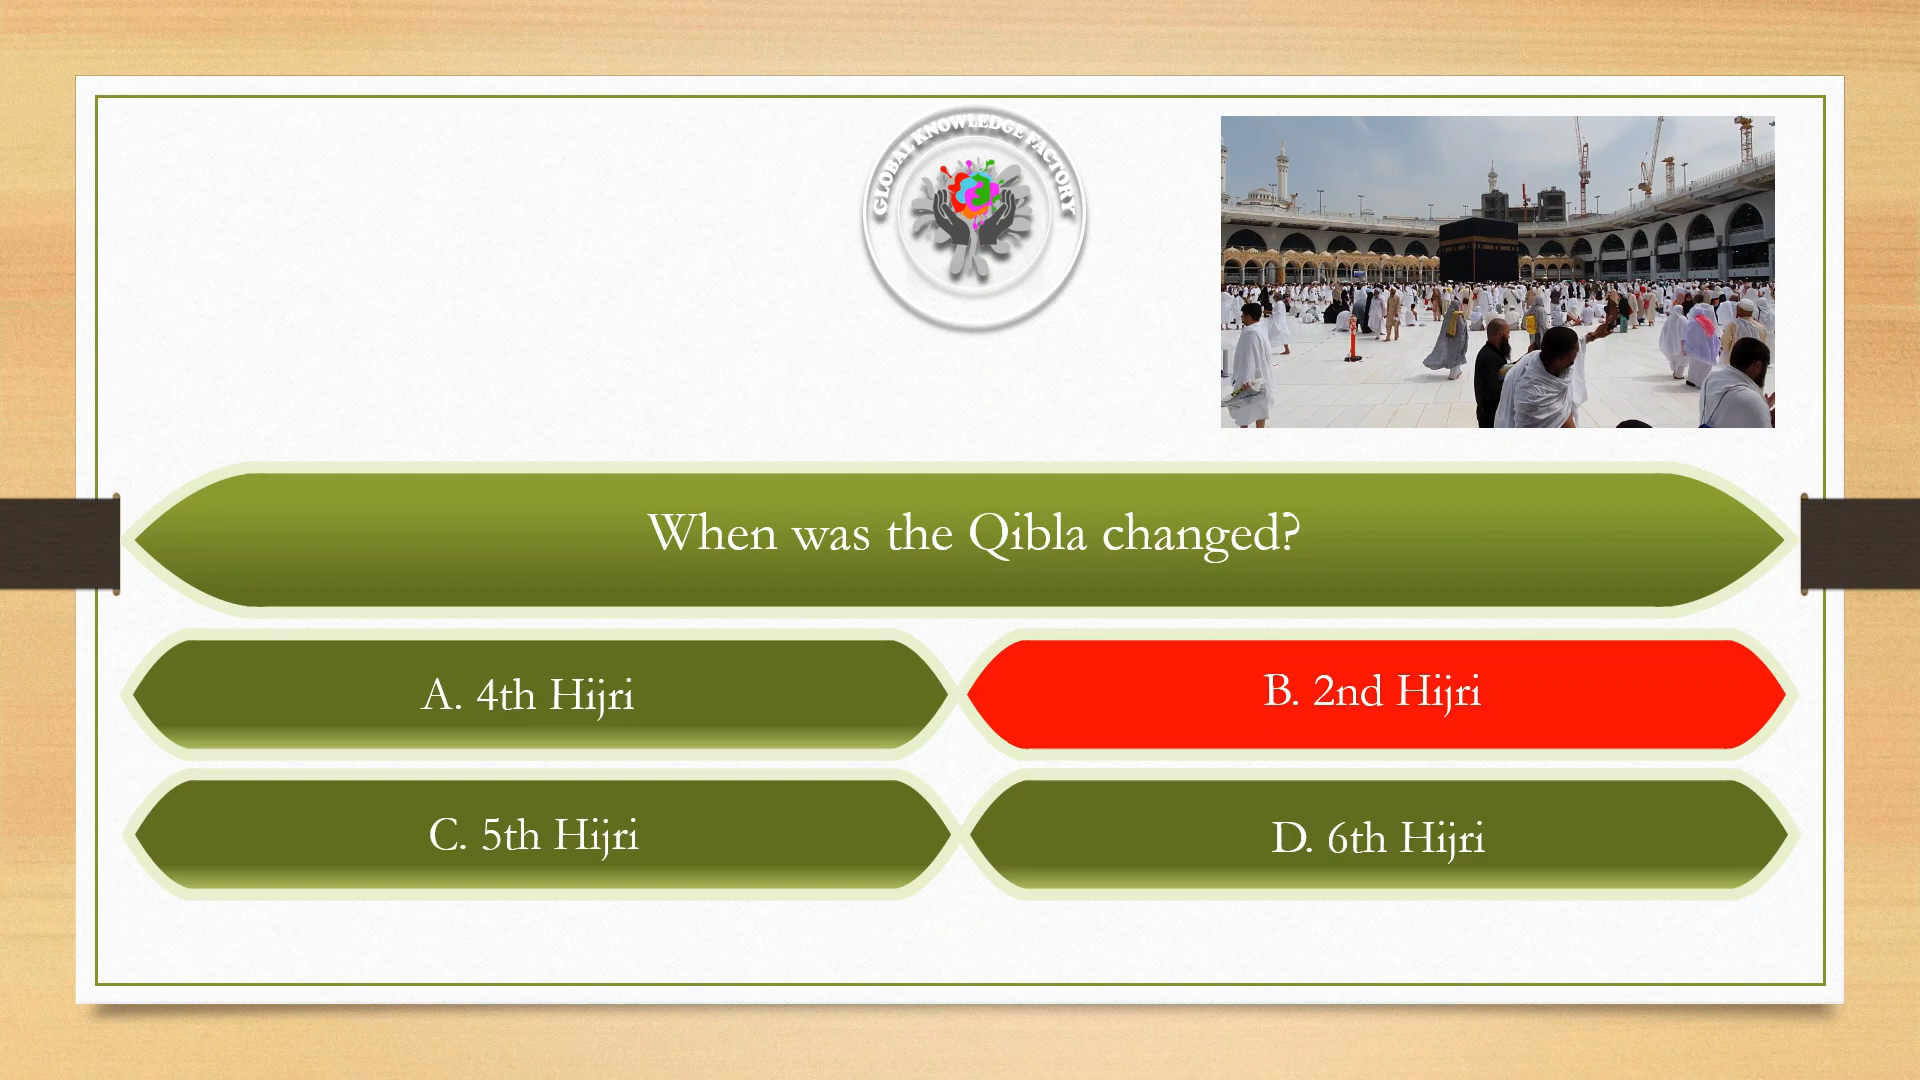 GLOBAL KNOWLEDGE FACTORY
When was the Qibla changed?
A. 4th Hijri
B. 2nd Hijri
C. 5th Hijri
D. 6th Hijri